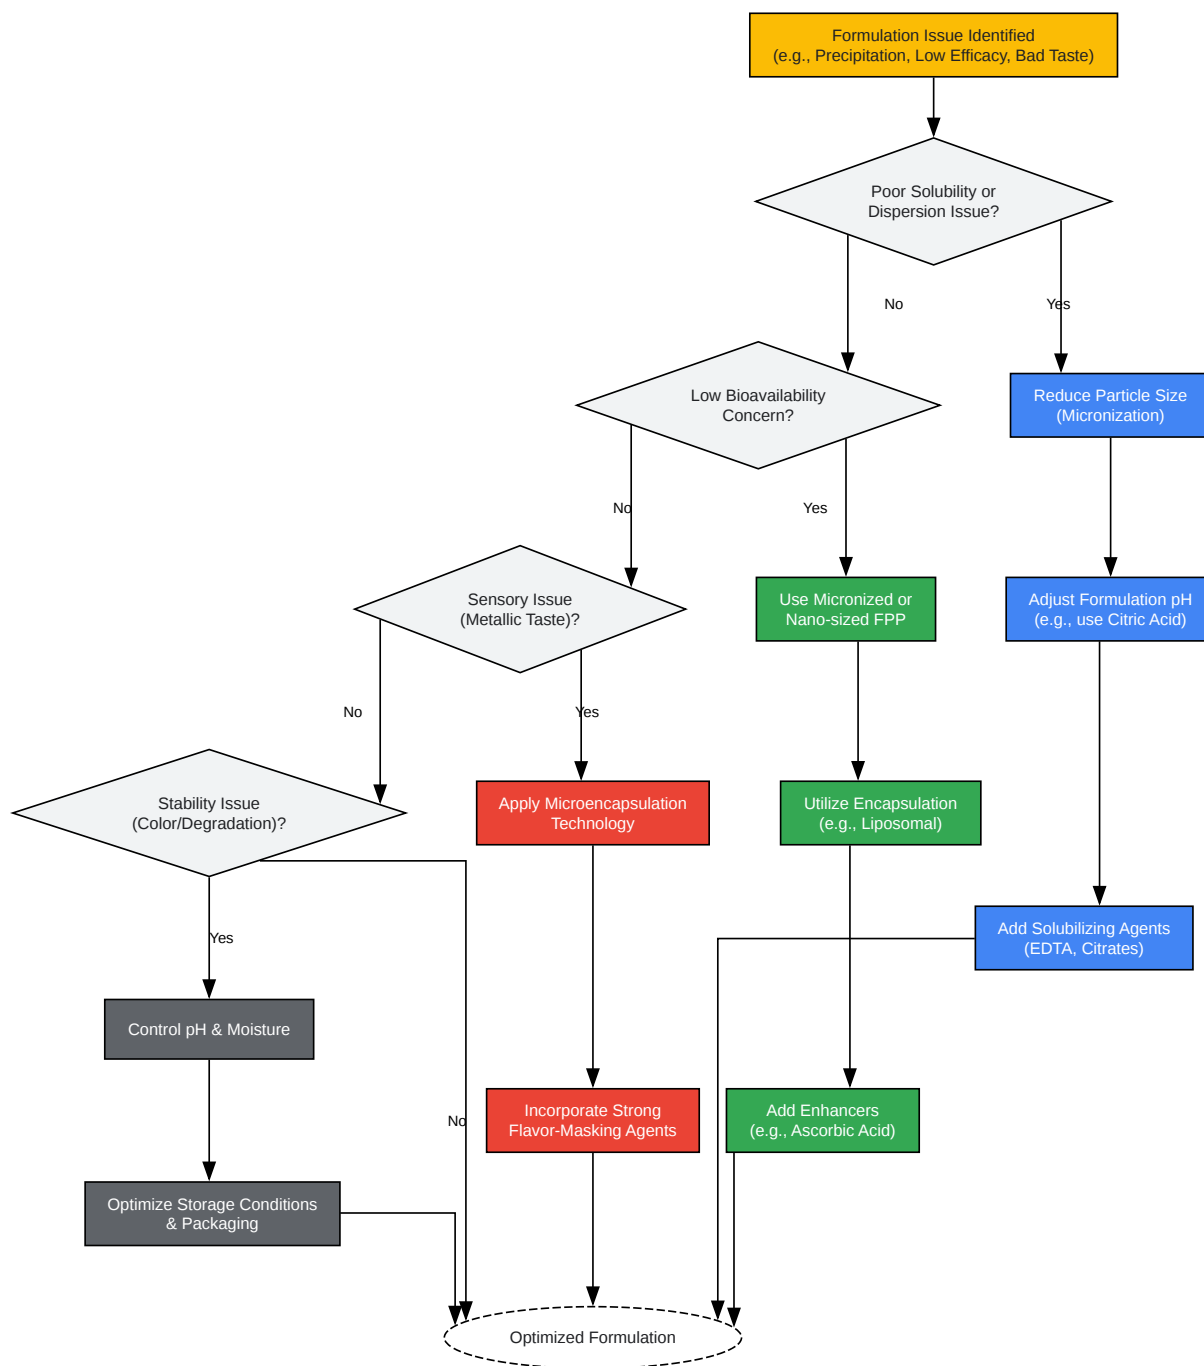 Formulation Issue Identified
(e.g., Precipitation, Low Efficacy, Bad Taste)
Poor Solubility or
Dispersion Issue?
No
Yes
Low Bioavailability
Concern?
Reduce Particle Size
(Micronization)
No
Yes
Sensory Issue
(Metallic Taste)?
Use Micronized or
Nano-sized FPP
Adjust Formulation pH
(e.g., use Citric Acid)
No
Yes
Stability Issue
(Color/Degradation)?
Apply Microencapsulation
Technology
Utilize Encapsulation
(e.g., Liposomal)
Yes
Add Solubilizing Agents
(EDTA, Citrates)
Control pH & Moisture
No
Incorporate Strong
Flavor-Masking Agents
Add Enhancers
(e.g., Ascorbic Acid)
Optimize Storage Conditions
& Packaging
Optimized Formulation